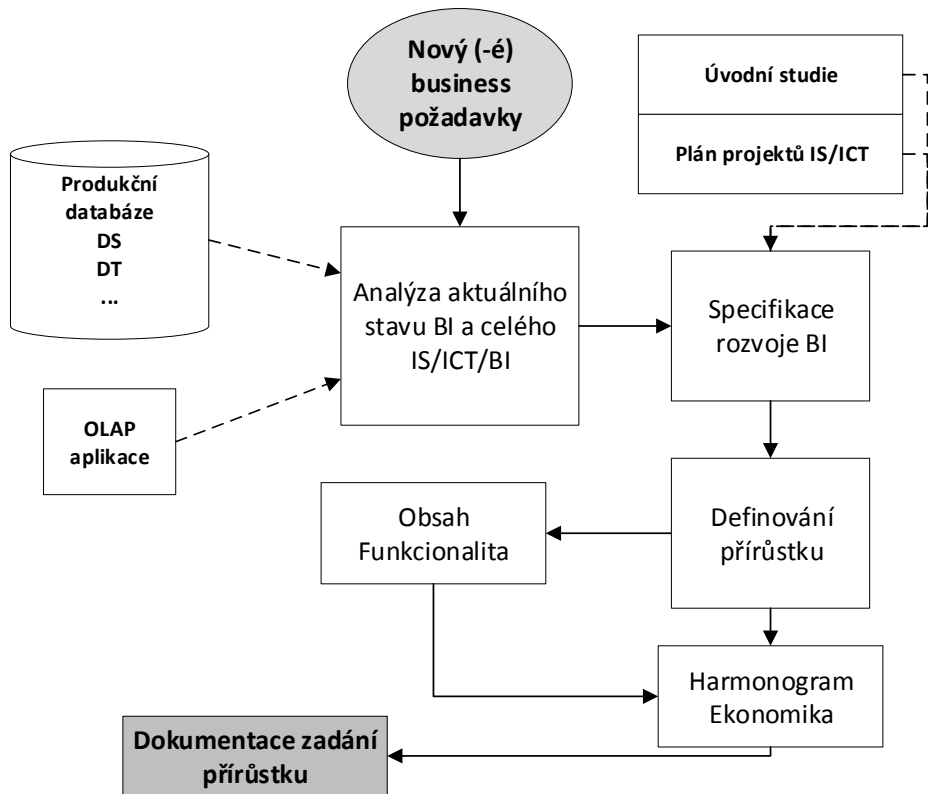 Nový (-é)
business
požadavky
Úvodní studie
Plán projektů IS/ICT
Produkční
databáze
DS
DT
...
Analýza aktuálního
stavu BI a celého
IS/ICT/BI
Specifikace
rozvoje BI
OLAP
aplikace
Obsah
Funkcionalita
Definování
přírůstku
Harmonogram
Ekonomika
Dokumentace zadání
přírůstku